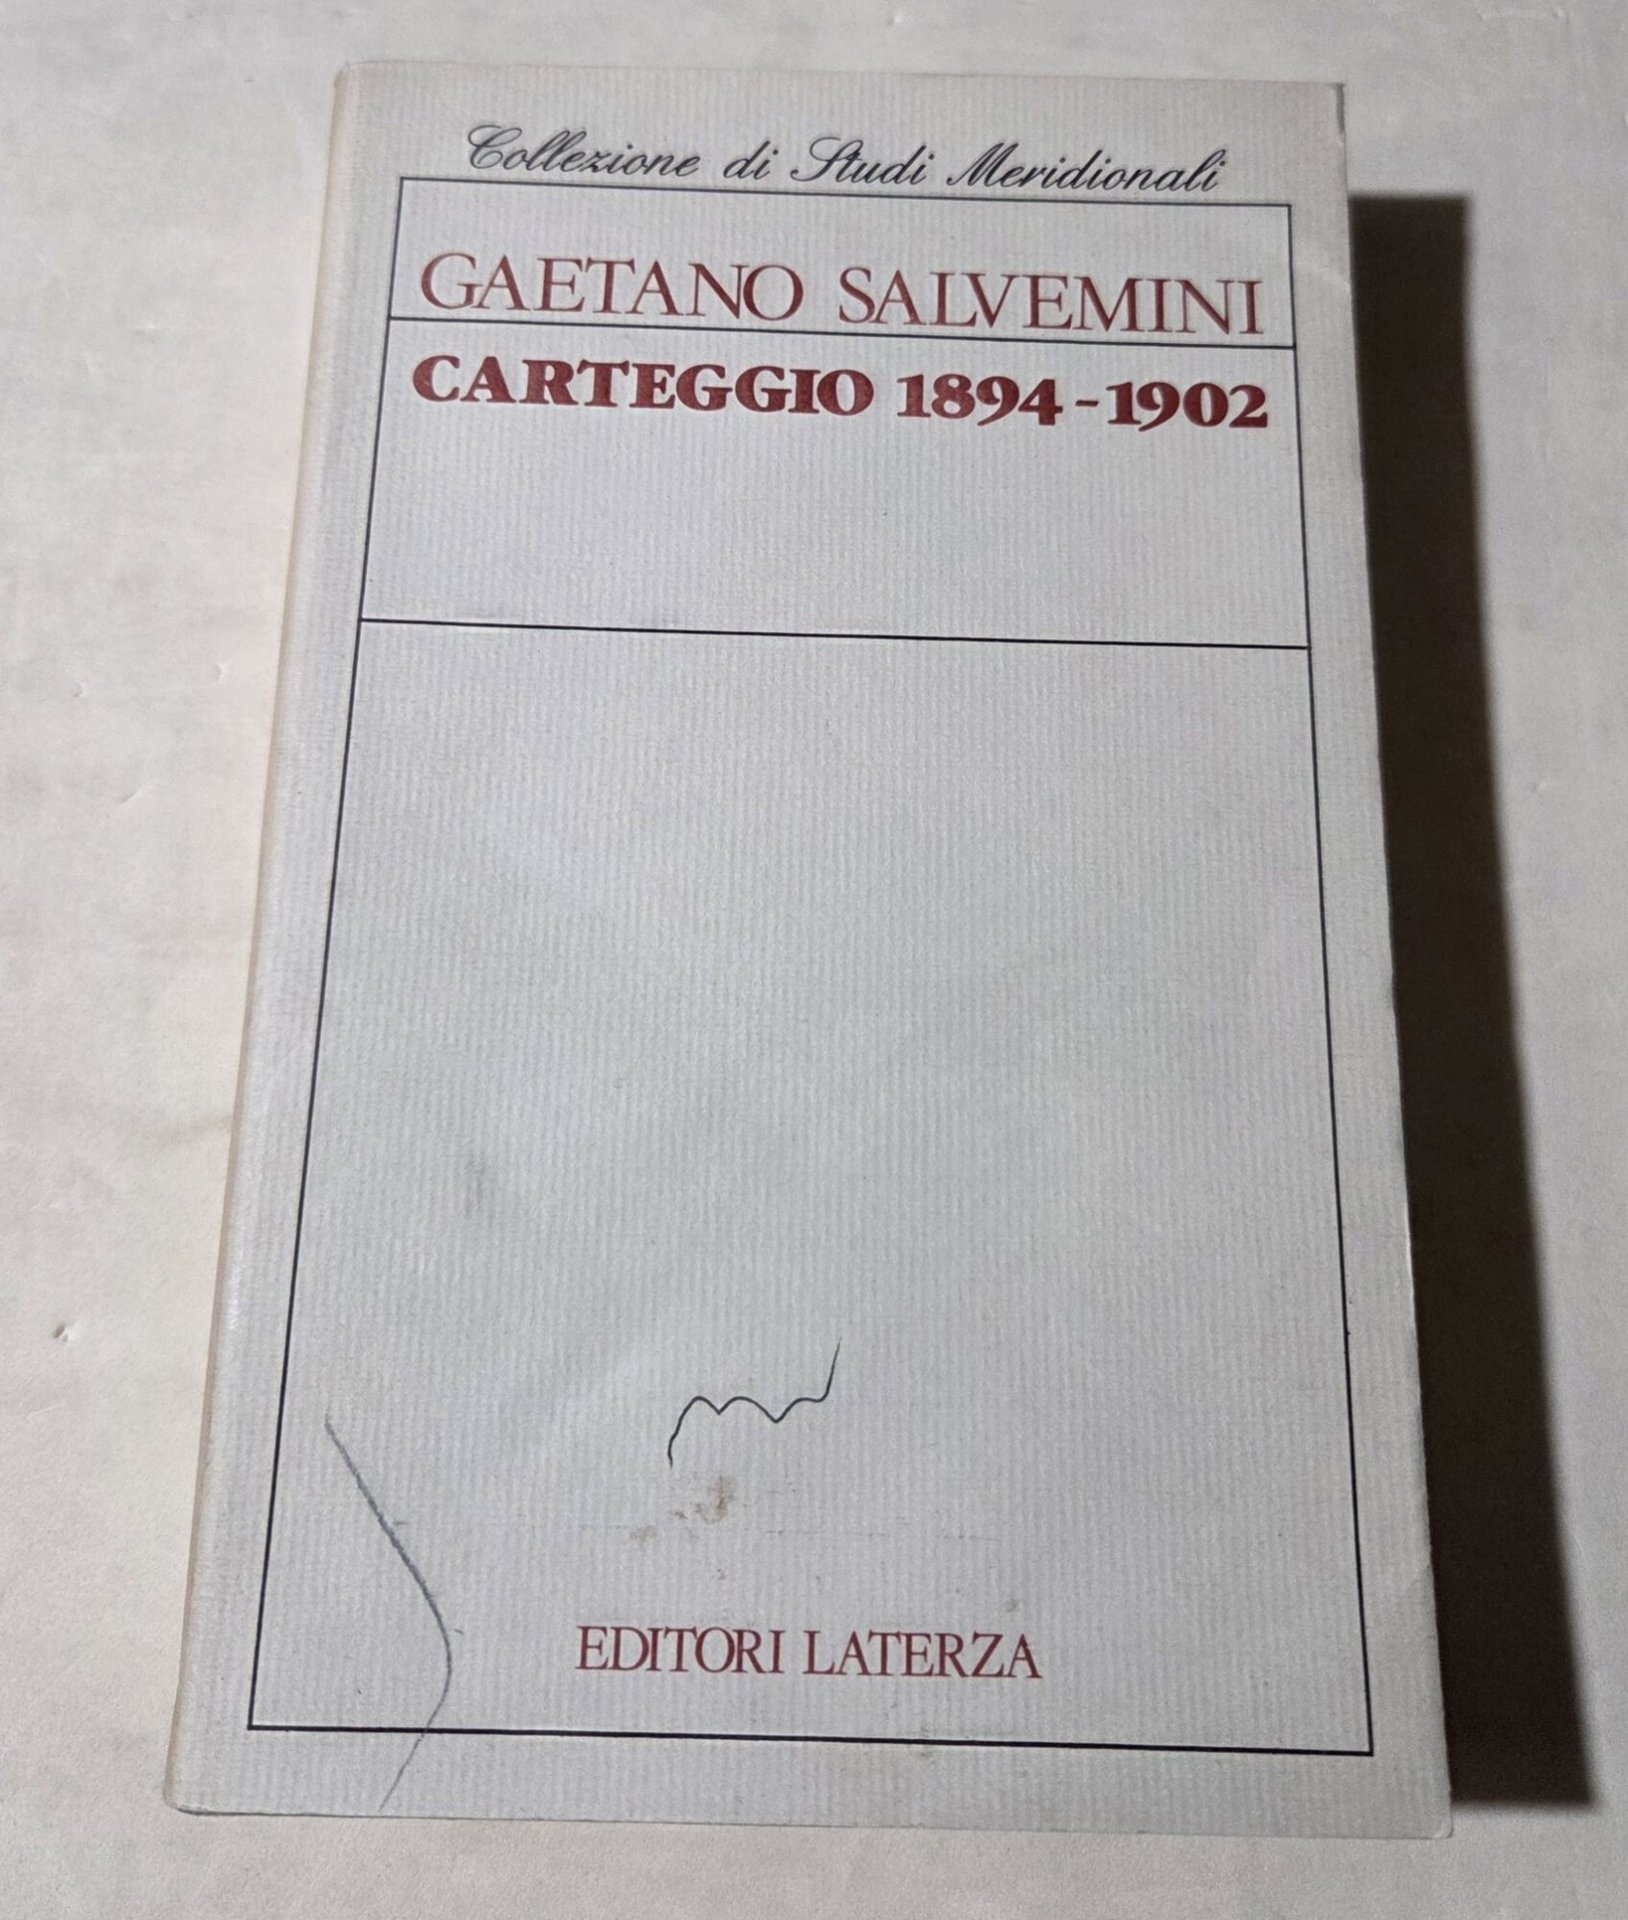 Collezione di Studi Meridionali
GAETANO SALVEMINI
CARTEGGIO 1894-1902
EDITORI LATERZA